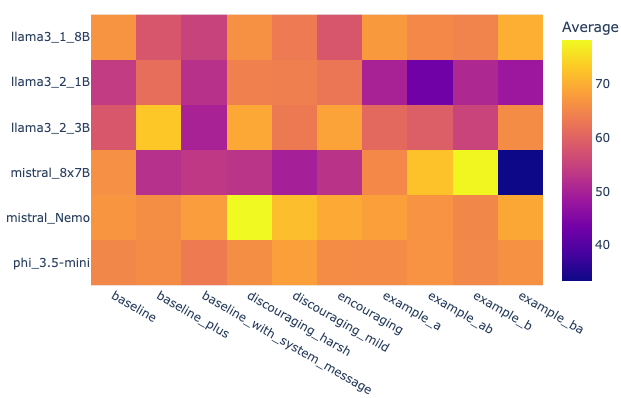 Average
llama3_1_8B
llama3_2_1B
llama3_2_3B
mistral_8x7B
mistral_Nemo
phi_3.5-mini
70
60
50
40
baseline
baseline_plus
baseline_with_system_message
discouraging_harsh
discouraging_mild
encouraging
example_a
example_ab
example_b
example_ba